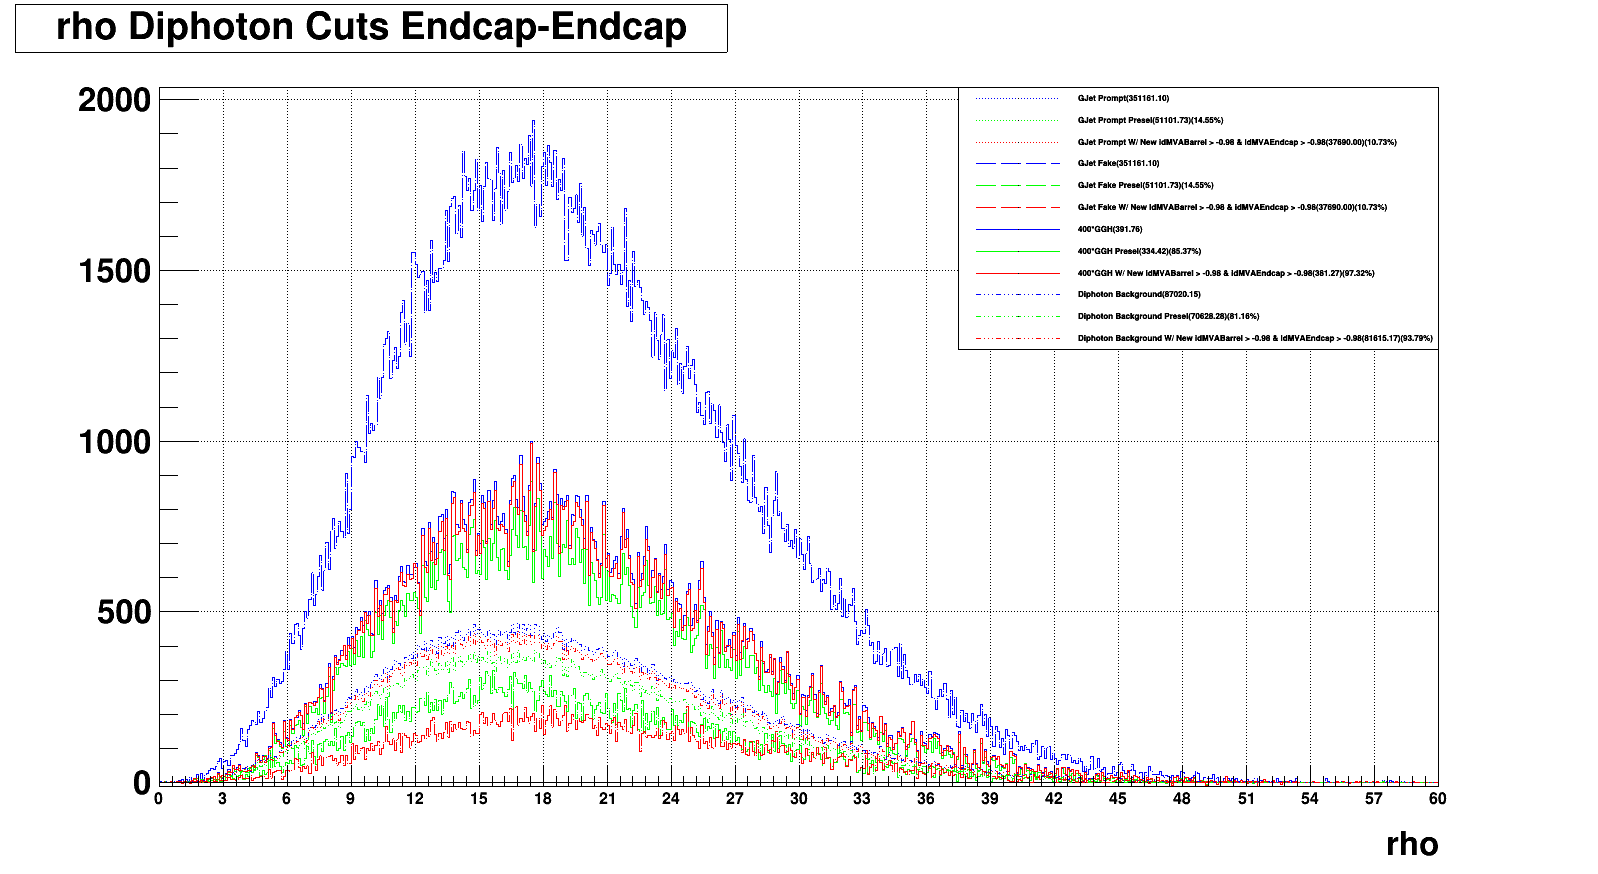 rho Diphoton Cuts Endcap-Endcap
2000
1500
1000
500
0
GJet Prompt(351161.10)
GJet Prompt Presel(51101.73)(14.55%)
GJet Prompt W/ New idMVABarrel > -0.98 & idMVAEndcap > -0.98(37690.00)(10.73%)
GJet Fake(351161.10)
GJet Fake Presel(51101.73)(14.55%)
GJet Fake W/ New idMVABarrel > -0.98 & idMVAEndcap > -0.98(37690.00)(10.73%)
400*GGH(391.76)
400*GGH Presel(334.42)(85.37%)
400*GGH W/ New idMVABarrel > -0.98 & idMVAEndcap > -0.98(381.27)(97.32%)
Diphoton Background(87020.15)
Diphoton Background Presel(70628.28)(81.16%)
Diphoton Background W/ New idMVABarrel > -0.98 & idMVAEndcap > -0.98(81615.17)(93.79%)
0 3 6 9 12 15 18 21 24 27 30 33 36 39 42 45 48 51 54 57 60
rho